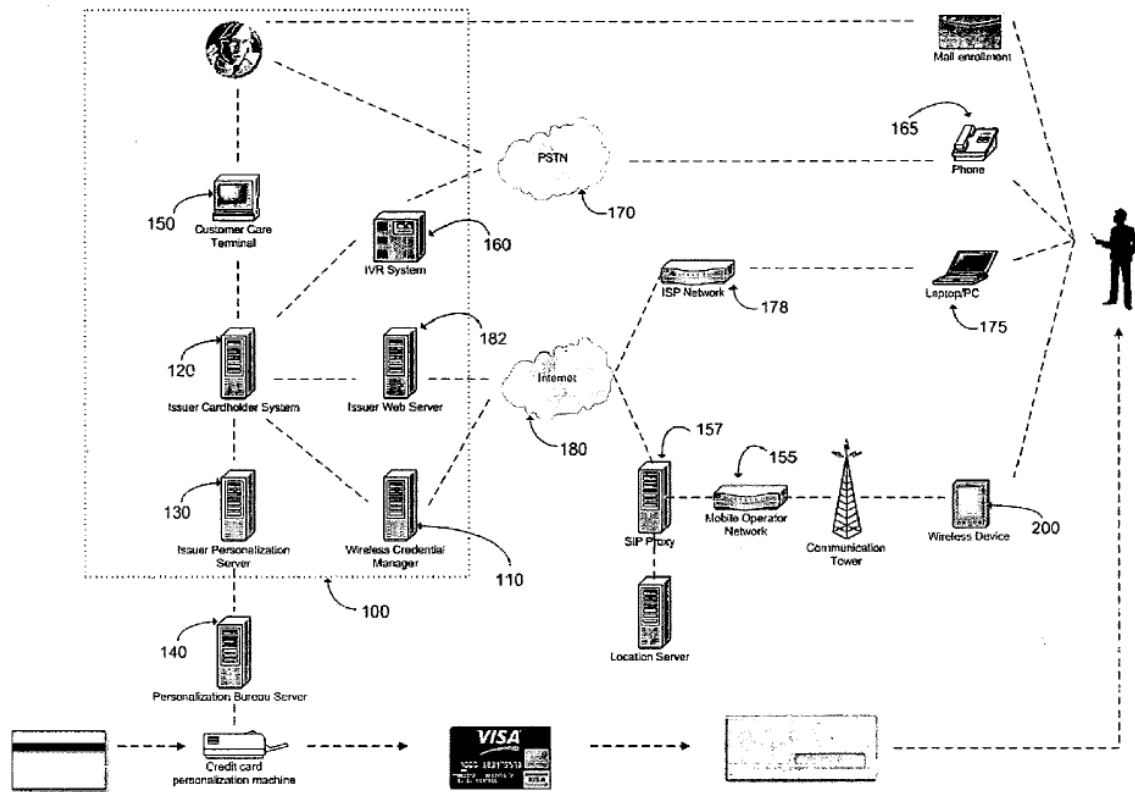 Mail enrollment
165
PSTN
Phone
150
170
Customer Care
Terminal
160
IVR System
ISP Network
178
Laptop/PC
175
182
120
Internet
Issuer Cardholder System
Issuer Web Server
180
157
155
130
Issuer Personalization
Server
Wireless Credential
Manager
110
SIP Proxy
Mobile Operator
Network
Communication
Tower
Wireless Device
200
100
140
Location Server
Personalization Bureau Server
VISA
Credit card
personalization machine
VISA